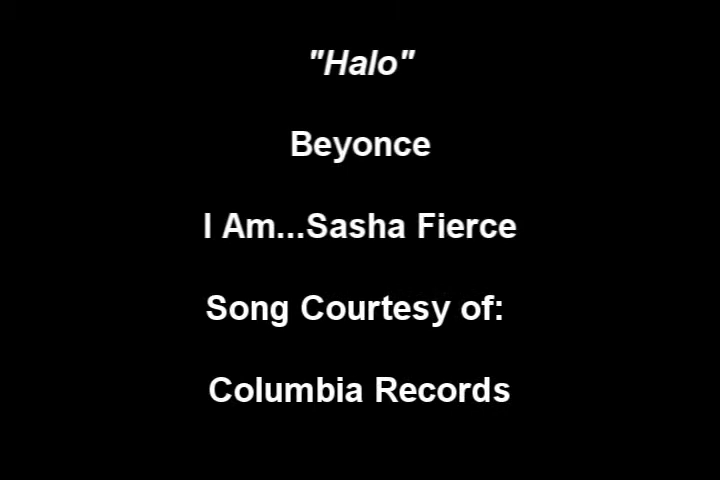 "Halo"
Beyonce
I Am...Sasha Fierce
Song Courtesy of:
Columbia Records